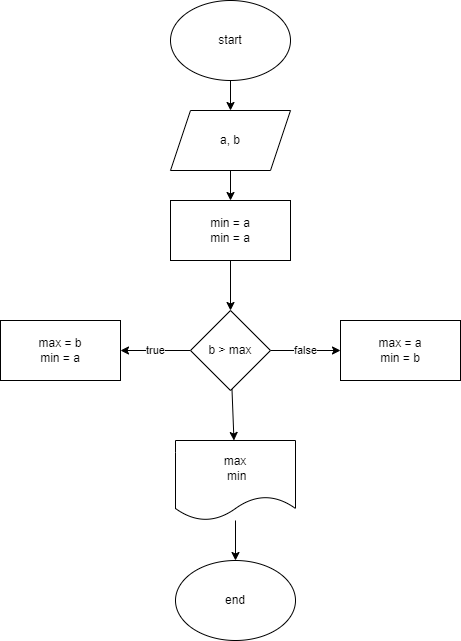 start
a, b
min = a
min = a
b > max
true
false
max = b
min = a
max = a
min = b
max
min
end